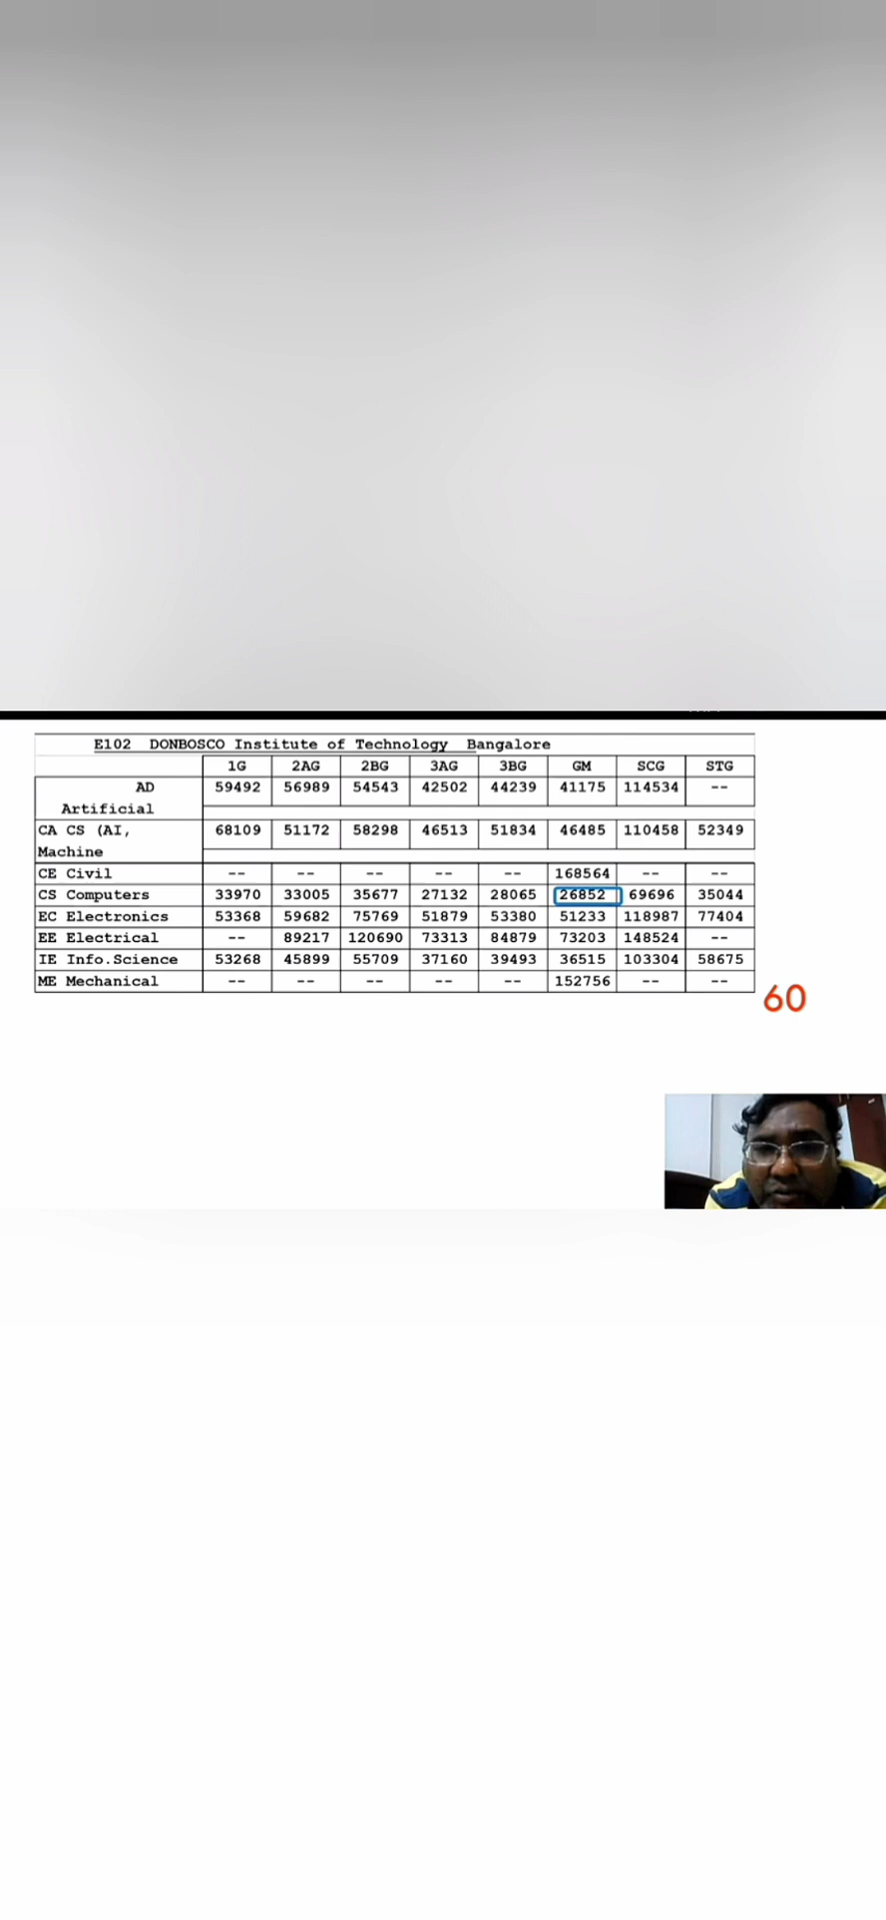 E102 DONBOSCO Institute of Technology Bangalore
1G 2AG 2BG 3AG 3BG GM SCG STG
AD 59492 56989 54543 42502 44239 41175 114534 --
Artificial
CA CS (AI, 68109 51172 58298 46513 51834 46485 110458 52349
Machine
CE Civil -- -- -- -- -- 168564 -- --
CS Computers 33970 33005 35677 27132 28065 26852 69696 35044
EC Electronics 53368 59682 75769 51879 53380 51233 118987 77404
EE Electrical -- 89217 120690 73313 84879 73203 148524 --
IE Info.Science 53268 45899 55709 37160 39493 36515 103304 58675
ME Mechanical -- -- -- -- -- 152756 -- --
60